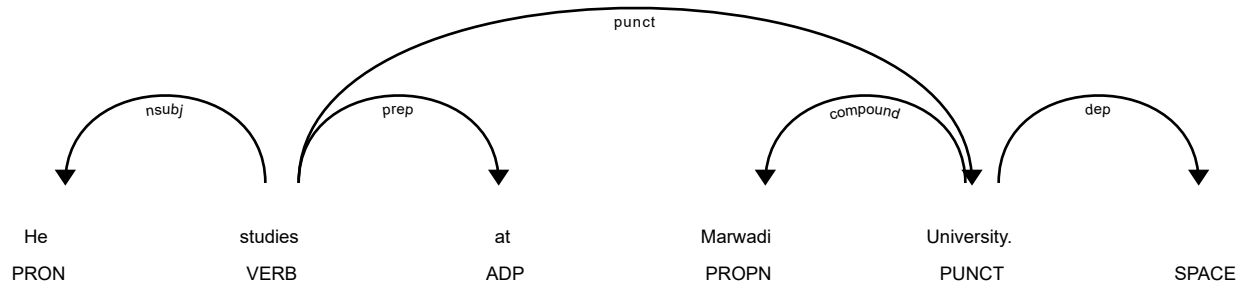 punct
nsubj prep compound dep
He studies at Marwadi University.
PRON VERB ADP PROPN PUNCT SPACE